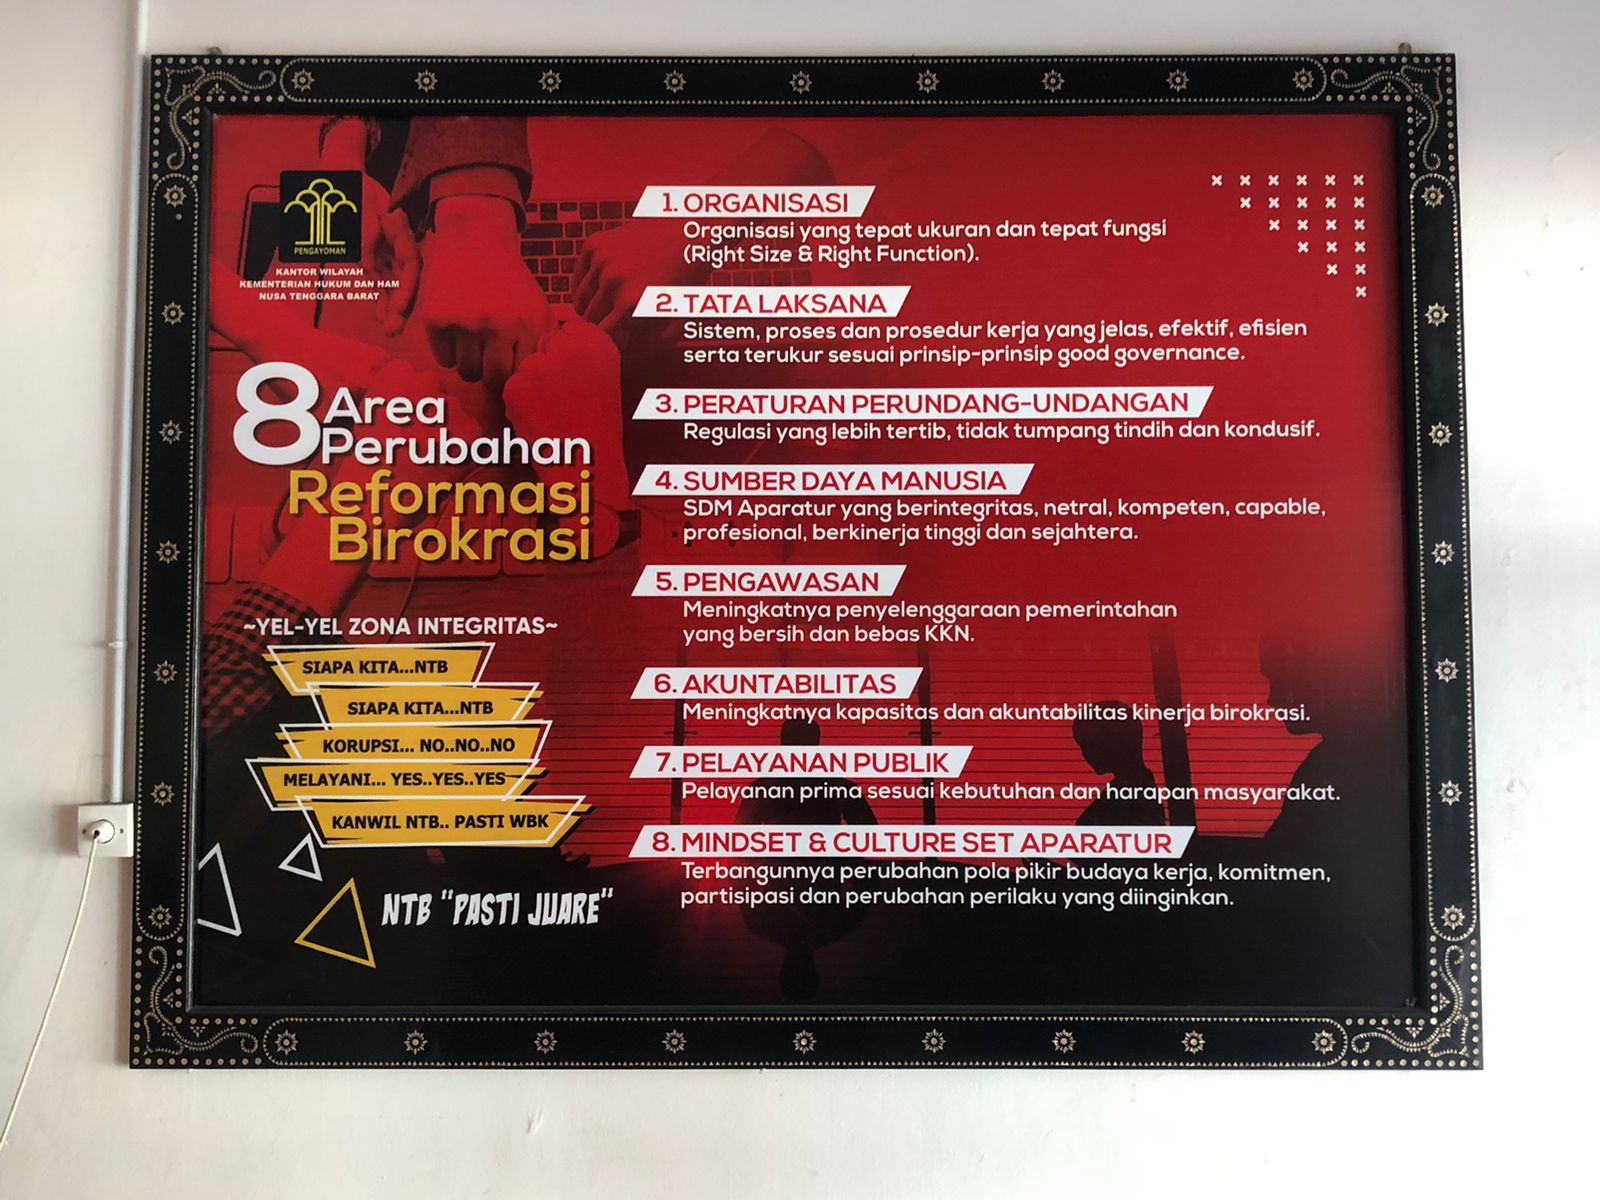 PENGAYOMAN
KANTOR WILAYAH
KEMENTERIAN HUKUM DAN HAM
NUSA TENGGARA BARAT
8 Area
Perubahan
Reformasi
Birokrasi
~YEL-YEL ZONA INTEGRITAS~
SIAPA KITA...NTB
SIAPA KITA...NTB
KORUPSI... NO..NO..NO
MELAYANI... YES..YES..YES
KANWIL NTB.. PASTI WBK
NTB "PASTI JUARE"
1. ORGANISASI
Organisasi yang tepat ukuran dan tepat fungsi
(Right Size & Right Function).
2. TATA LAKSANA
Sistem, proses dan prosedur kerja yang jelas, efektif, efisien
serta terukur sesuai prinsip-prinsip good governance.
3. PERATURAN PERUNDANG-UNDANGAN
Regulasi yang lebih tertib, tidak tumpang tindih dan kondusif.
4. SUMBER DAYA MANUSIA
SDM Aparatur yang berintegritas, netral, kompeten, capable,
profesional, berkinerja tinggi dan sejahtera.
5. PENGAWASAN
Meningkatnya penyelenggaraan pemerintahan
yang bersih dan bebas KKN.
6. AKUNTABILITAS
Meningkatnya kapasitas dan akuntabilitas kinerja birokrasi.
7. PELAYANAN PUBLIK
Pelayanan prima sesuai kebutuhan dan harapan masyarakat.
8. MINDSET & CULTURE SET APARATUR
Terbangunnya perubahan pola pikir budaya kerja, komitmen,
partisipasi dan perubahan perilaku yang diinginkan.